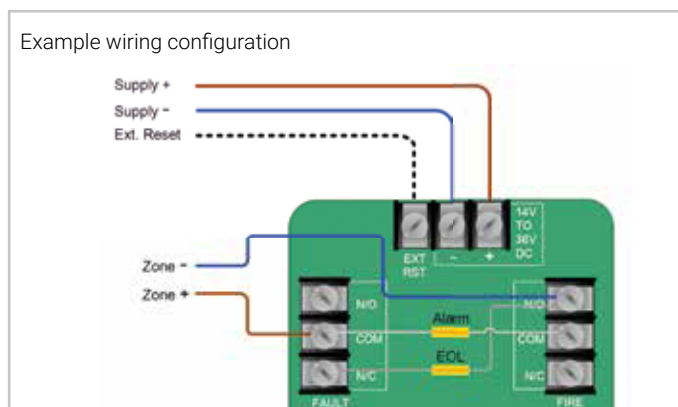 Example wiring configuration
Supply +
Supply -
Ext. Reset
EXT
RST
-
+
14V
TO
36V
DC
Zone -
Zone +
N/O
COM
N/C
FAULT
Alarm
EOL
N/O
COM
N/C
FIRE